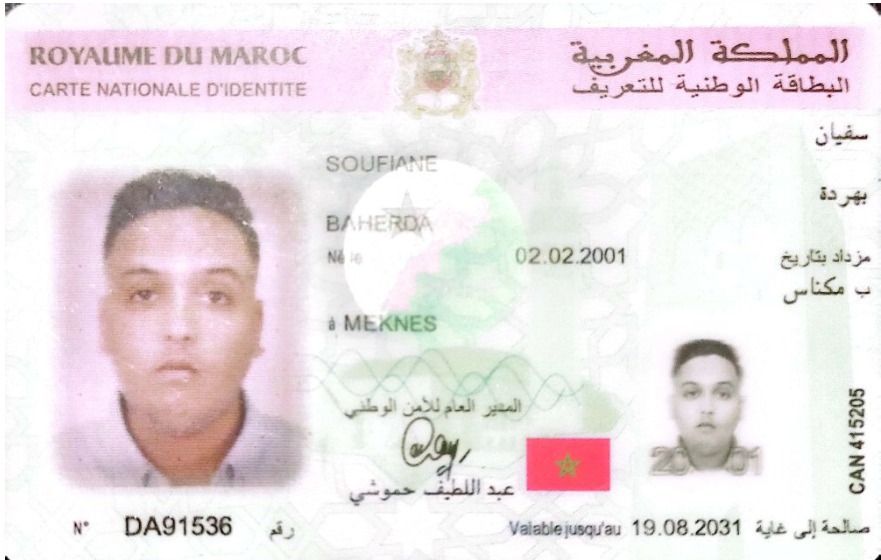 ROYAUME DU MAROC
المملكة المغربية
CARTE NATIONALE D'IDENTITE
البطاقة الوطنية للتعريف
سفيان
SOUFIANE
بهردة
BAHERDA
Né le 02.02.2001 مزداد بتاريخ
ب مكناس
à MEKNES
المدير العام للأمن الوطني
عبد اللطيف حموشي
CAN 415205
N° DA91536 رقم
Valable jusqu'au 19.08.2031 صالحة إلى غاية